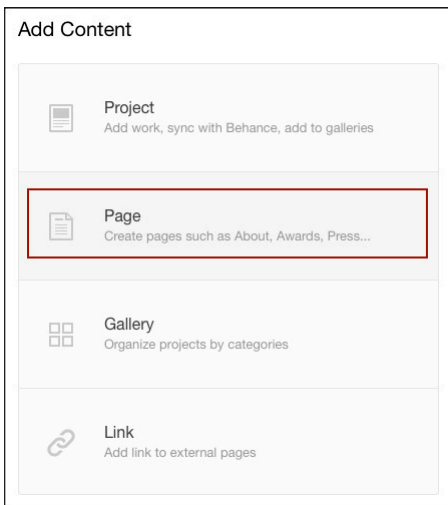 Add Content
Project
Add work, sync with Behance, add to galleries
Page
Create pages such as About, Awards, Press...
Gallery
Organize projects by categories
Link
Add link to external pages